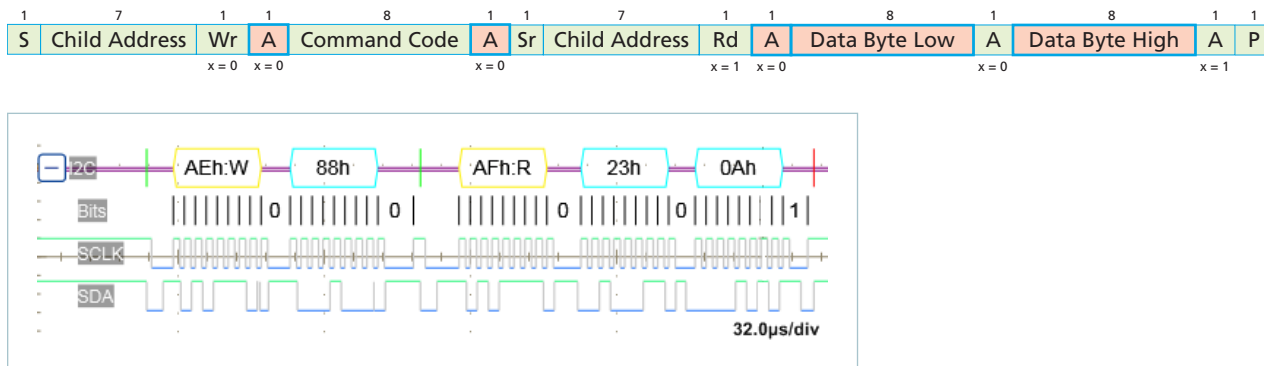 1 7 1 1 8 1 1 7 1 1 8 1 8 1 1
S Child Address Wr A Command Code A Sr Child Address Rd A Data Byte Low A Data Byte High A P
x = 0 x = 0 x = 0 x = 1 x = 0 x = 0 x = 1
I2C AEh:W 88h AFh:R 23h 0Ah
Bits 0 0 0 0 1
SCLK
SDA
32.0µs/div